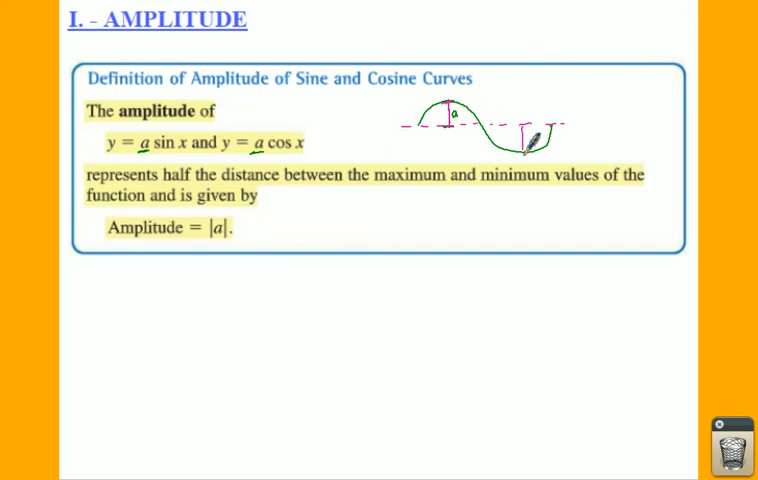 I. - AMPLITUDE
Definition of Amplitude of Sine and Cosine Curves
The amplitude of
y = a sin x and y = a cos x
a
represents half the distance between the maximum and minimum values of the
function and is given by
Amplitude = |a|.